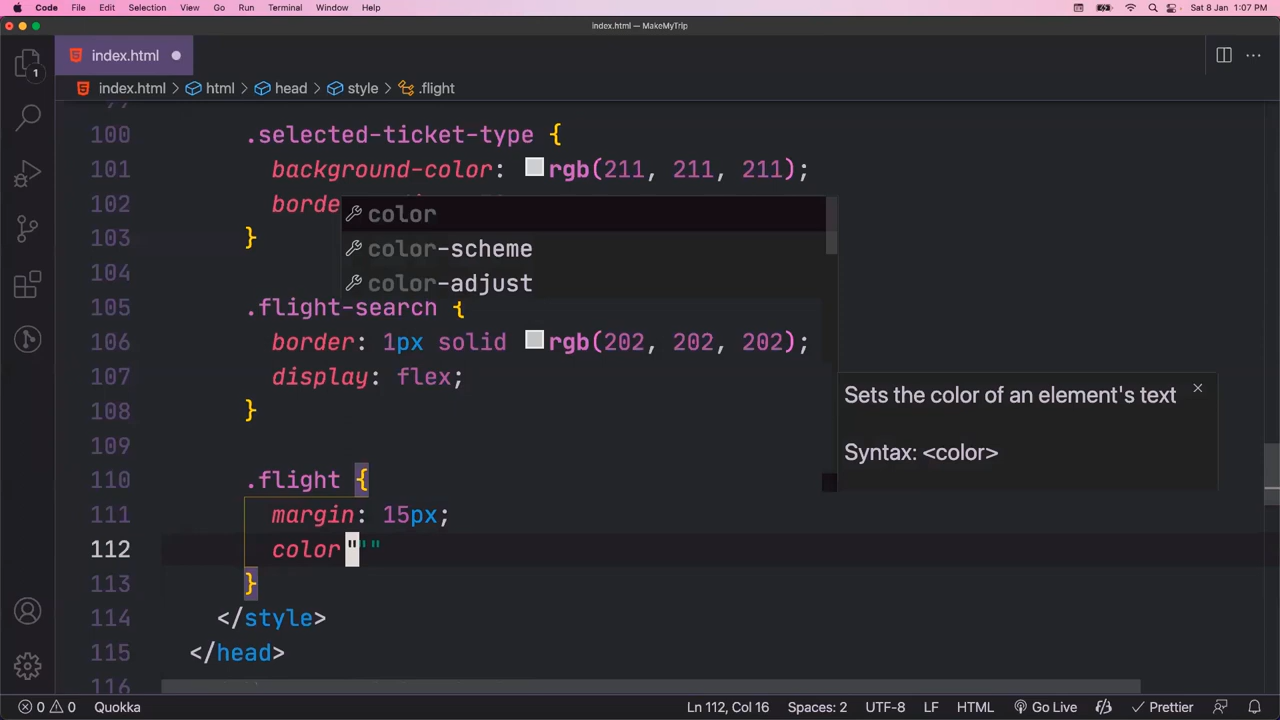 Code File Edit Selection View Go Run Terminal Window Help Sat 8 Jan 1:07 PM
index.html — MakeMyTrip
index.html
index.html > html > head > style > .flight
1
100 .selected-ticket-type {
101 background-color: rgb(211, 211, 211);
102 borde
103 }
104
105 .flight-search {
106 border: 1px solid rgb(202, 202, 202);
107 display: flex;
108 }
109
110 .flight {
111 margin: 15px;
112 color"""
113 }
114 </style>
115 </head>
116
color
color-scheme
color-adjust
Sets the color of an element's text
Syntax: <color>
0 0 Quokka Ln 112, Col 16 Spaces: 2 UTF-8 LF HTML Go Live Prettier